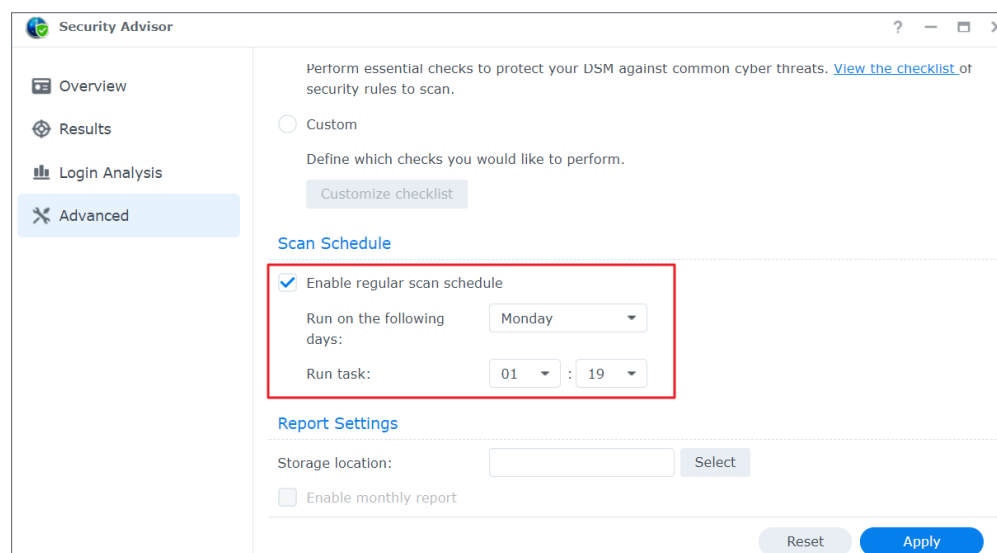 Security Advisor
Overview
Results
Login Analysis
Advanced
Perform essential checks to protect your DSM against common cyber threats. View the checklist of
security rules to scan.
Custom
Define which checks you would like to perform.
Customize checklist
Scan Schedule
Enable regular scan schedule
Run on the following
days:
Monday
Run task:
01 : 19
Report Settings
Storage location:
Select
Enable monthly report
Reset
Apply